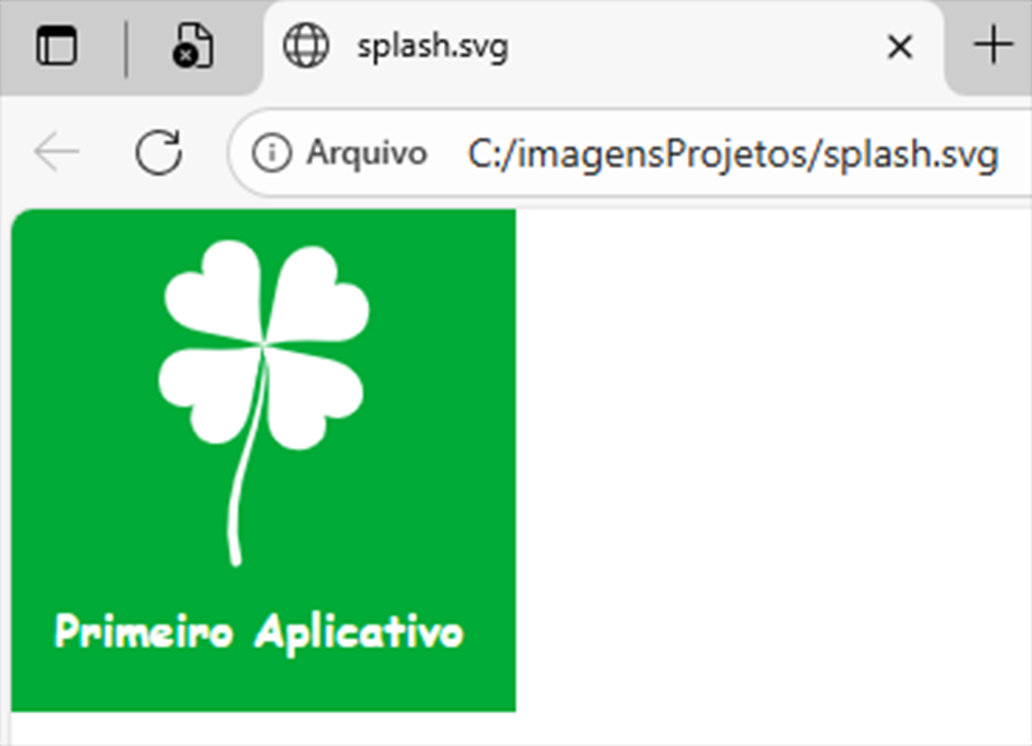 splash.svg
Arquivo C:/imagensProjetos/splash.svg
Primeiro Aplicativo